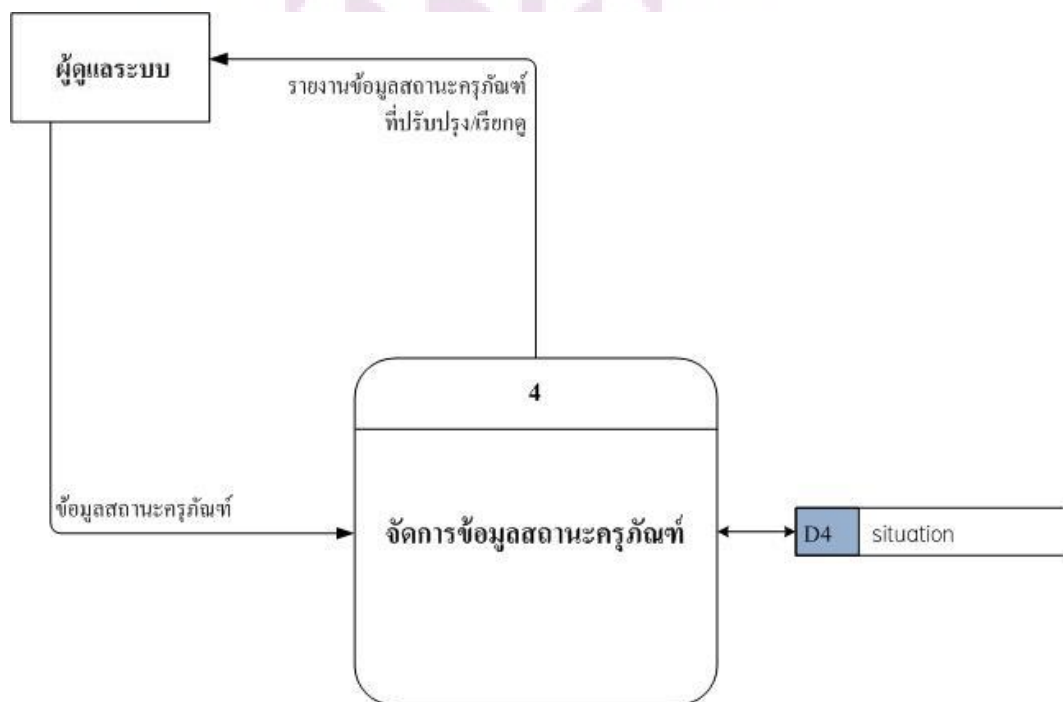 ผู้ดูแลระบบ
รายงานข้อมูลสถานะครุภัณฑ์
ที่ปรับปรุง/เรียกดู
4
ข้อมูลสถานะครุภัณฑ์
จัดการข้อมูลสถานะครุภัณฑ์
D4 situation